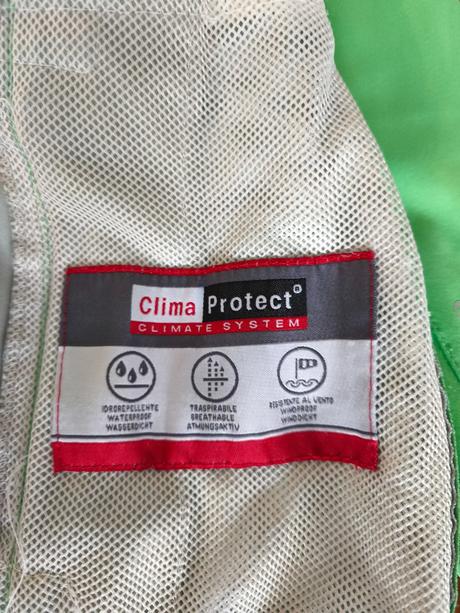 Clima Protect®
CLIMATE SYSTEM
IDROREPELLENTE
WATERPROOF
WASSERDICHT
TRASPIRABILE
BREATHABLE
ATMUNGSAKTIV
RESISTENTE AL VENTO
WINDPROOF
WINDDICHT